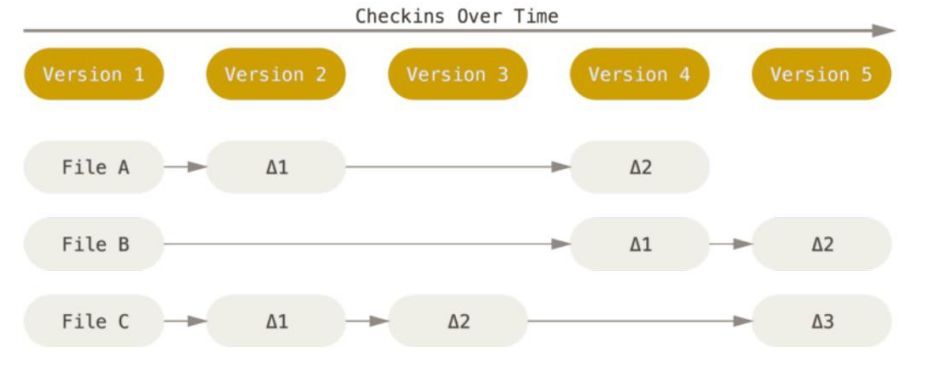 Checkins Over Time
Version 1 Version 2 Version 3 Version 4 Version 5
File A Δ1 Δ2
File B Δ1 Δ2
File C Δ1 Δ2 Δ3